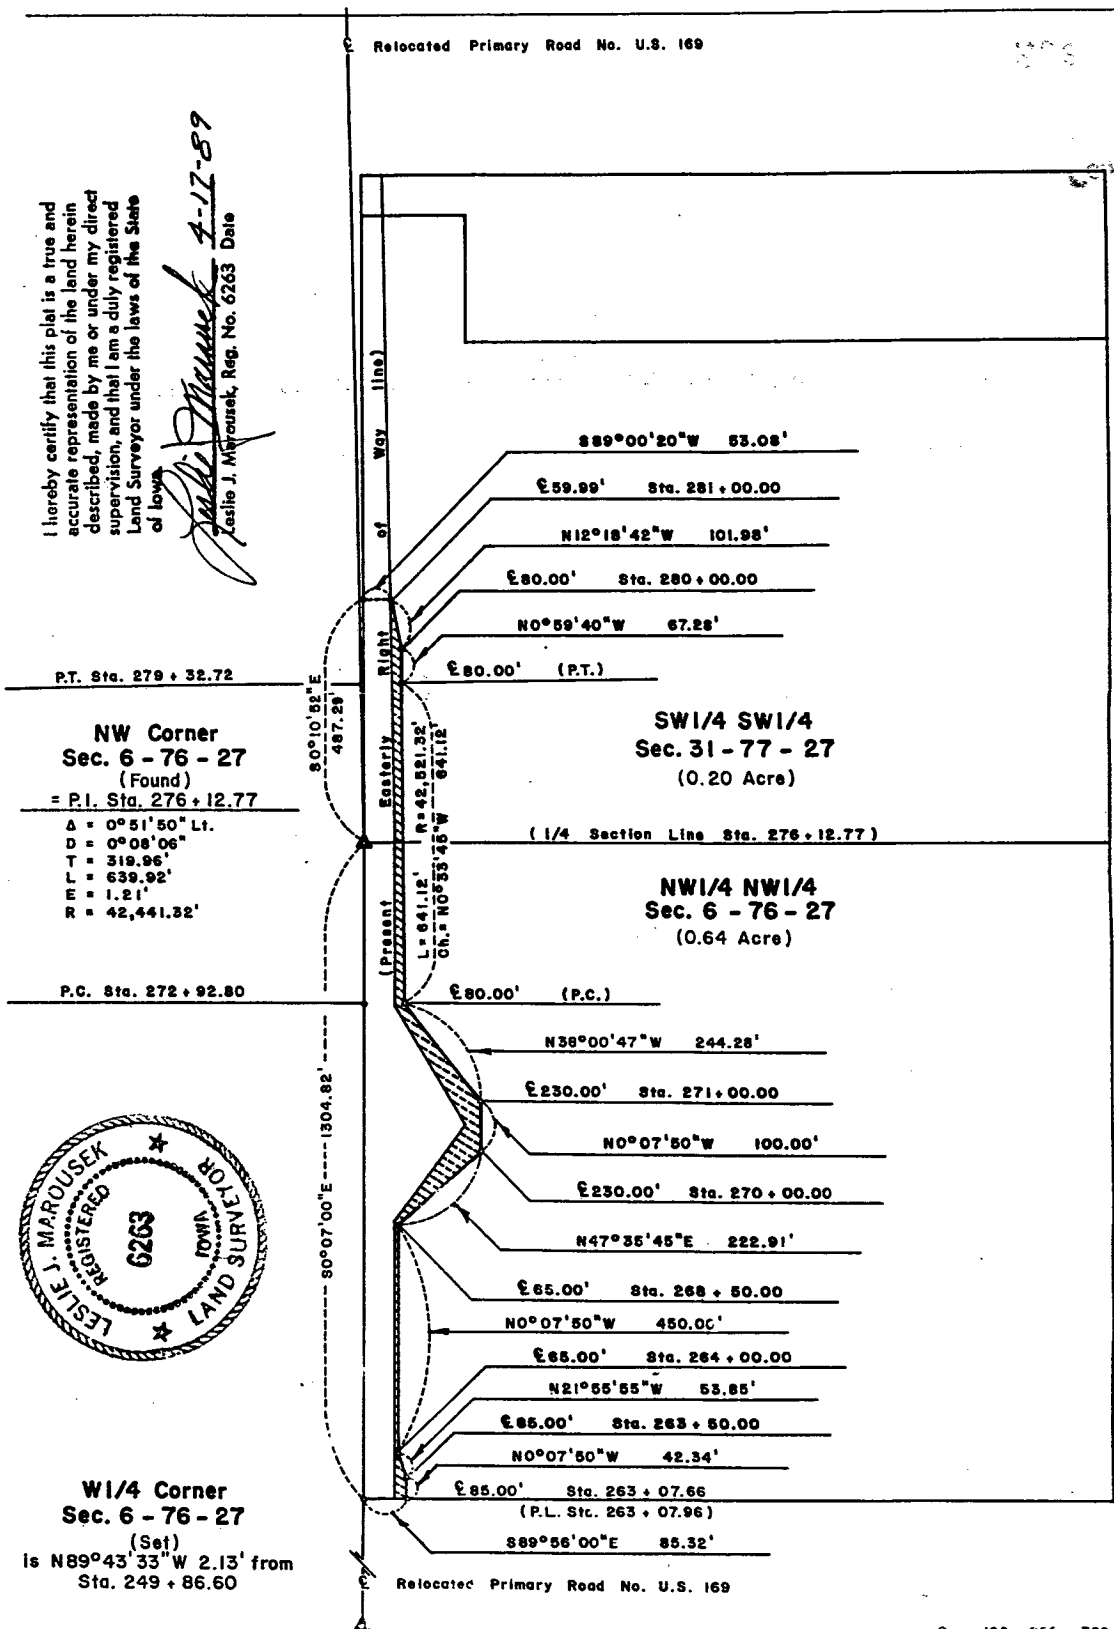 ℄ Relocated Primary Road No. U.S. 169
I hereby certify that this plat is a true and
accurate representation of the land herein
described, made by me or under my direct
supervision, and that I am a duly registered
Land Surveyor under the laws of the State
of Iowa.
Leslie J. Marousek 4-17-89
Leslie J. Marousek, Reg. No. 6263 Date
S89°00'20"W 53.08'
℄59.99' Sta. 281+00.00
N12°18'42"W 101.98'
℄80.00' Sta. 280+00.00
N0°59'40"W 67.28'
℄80.00' (P.T.)
P.T. Sta. 279+32.72
NW Corner
Sec. 6-76-27
(Found)
= P.I. Sta. 276+12.77
Δ = 0°51'50" Lt.
D = 0°08'06"
T = 319.96'
L = 639.92'
E = 1.21'
R = 42,441.32'
S0°10'52"E
487.29'
(Present Easterly Right of Way line)
L=641.12' R=42,521.32'
Ch.=N0°33'45"W 641.12'
SW1/4 SW1/4
Sec. 31-77-27
(0.20 Acre)
(1/4 Section Line Sta. 276+12.77)
NW1/4 NW1/4
Sec. 6-76-27
(0.64 Acre)
P.C. Sta. 272+92.80
℄80.00' (P.C.)
N38°00'47"W 244.28'
℄230.00' Sta. 271+00.00
N0°07'50"W 100.00'
℄230.00' Sta. 270+00.00
N47°35'45"E 222.91'
℄65.00' Sta. 268+50.00
N0°07'50"W 450.00'
℄65.00' Sta. 264+00.00
N21°55'55"W 53.85'
℄85.00' Sta. 263+50.00
N0°07'50"W 42.34'
℄85.00' Sta. 263+07.66
(P.L. Sta. 263+07.96)
S89°56'00"E 85.32'
S0°07'00"E----1304.82'
LESLIE J. MAROUSEK
REGISTERED
6263
IOWA
LAND SURVEYOR
W1/4 Corner
Sec. 6-76-27
(Set)
is N89°43'33"W 2.13' from
Sta. 249+86.60
℄ Relocated Primary Road No. U.S. 169